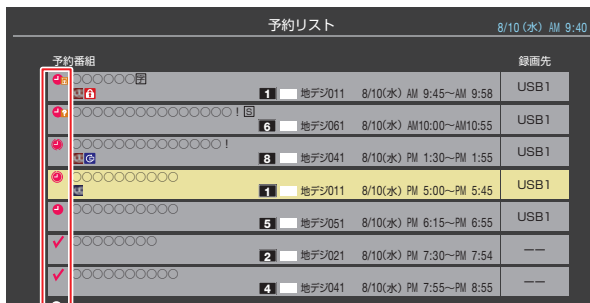 予約リスト
8/10(水) AM 9:40
予約番組
録画先
○○○○○○字
1 地デジ011 8/10(水) AM 9:45～AM 9:58 USB1
○○○○○○○○○○○○○○○!S
6 地デジ061 8/10(水) AM10:00～AM10:55 USB1
○○○○○○○○○○○○○○!
8 地デジ041 8/10(水) PM 1:30～PM 1:55 USB1
○○○○○○○○○○
1 地デジ011 8/10(水) PM 5:00～PM 5:45 USB1
○○○○○○○○○○
5 地デジ051 8/10(水) PM 6:15～PM 6:55 USB1
○○○○○○○○
2 地デジ021 8/10(水) PM 7:30～PM 7:54 ーー
○○○○○○○○○○
4 地デジ041 8/10(水) PM 7:55～PM 8:55 ーー